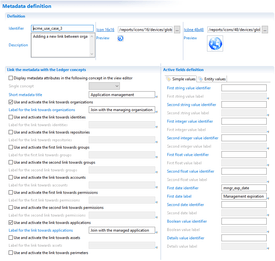 Metadata definition
Definition
Identifier acme_use_case_3 Icon 16x16 /reports/icons/16/devices/glob Icône 48x48 /reports/icons/48/devices/glob
Description Adding a new link between orga Preview Preview
Link the metadata with the Ledger concepts
Display metadata attributes in the following concept in the view editor
Single concept
Short metadata title Application management
Use and activate the link towards organizations
Label for the link towards organizations Join with the managing organization
Use and activate the link towards identities
Label for the link towards identities
Use and activate the link towards repositories
Label for the link towards repositories
Use and activate the first link towards groups
Label for the first link towards groups
Use and activate the second link towards groups
Label for the second link towards groups
Use and activate the link towards accounts
Label for the link towards accounts
Use and activate the first link towards permissions
Label for the first link towards permissions
Use and activate the second link towards permissions
Label for the second link towards permissions
Use and activate the link towards applications
Label for the link towards applications Join with the managed application
Use and activate the link towards assets
Label for the link towards assets
Use and activate the link towards perimeters
Active fields definition
Simple values Entity values
First string value identifier
First string value label
Second string value identifier
Second string value label
First integer value identifier
First integer value label
Second integer value identifier
Second integer value label
First float value identifier
First float value label
Second float value identifier
Second float value label
First date identifier mngr_exp_date
First date label Management expiration
Second date identifier
Second date label
Boolean value identifier
Boolean value label
Details value identifier